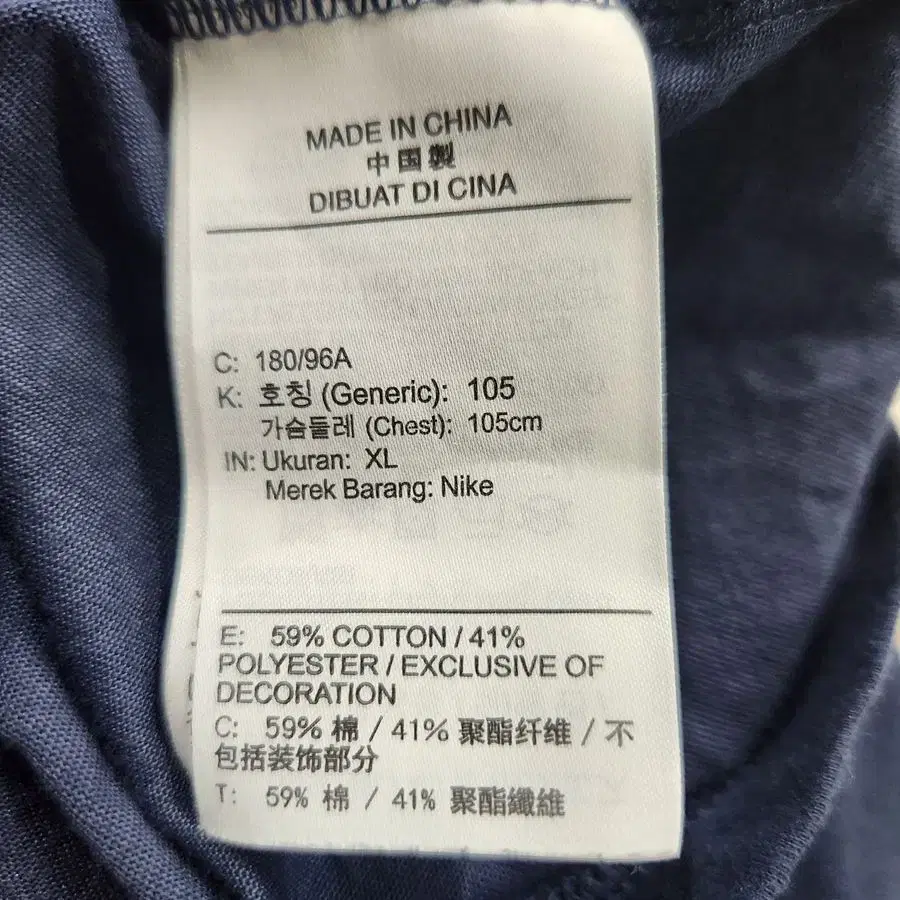 MADE IN CHINA
中国製
DIBUAT DI CINA
C: 180/96A
K: 호칭 (Generic): 105
가슴둘레 (Chest): 105cm
IN: Ukuran: XL
Merek Barang: Nike
E: 59% COTTON / 41%
POLYESTER / EXCLUSIVE OF
DECORATION
C: 59% 棉 / 41% 聚酯纤维 / 不
包括装饰部分
T: 59% 棉 / 41% 聚酯纖維